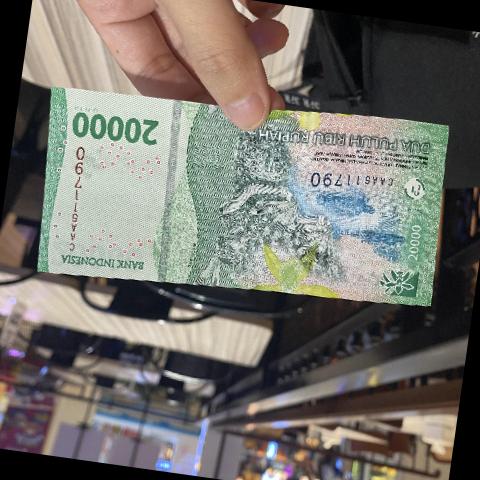 20000
CAA611790
BANK INDONESIA
DUA PULUH RIBU RUPIAH
CAA611790
20000